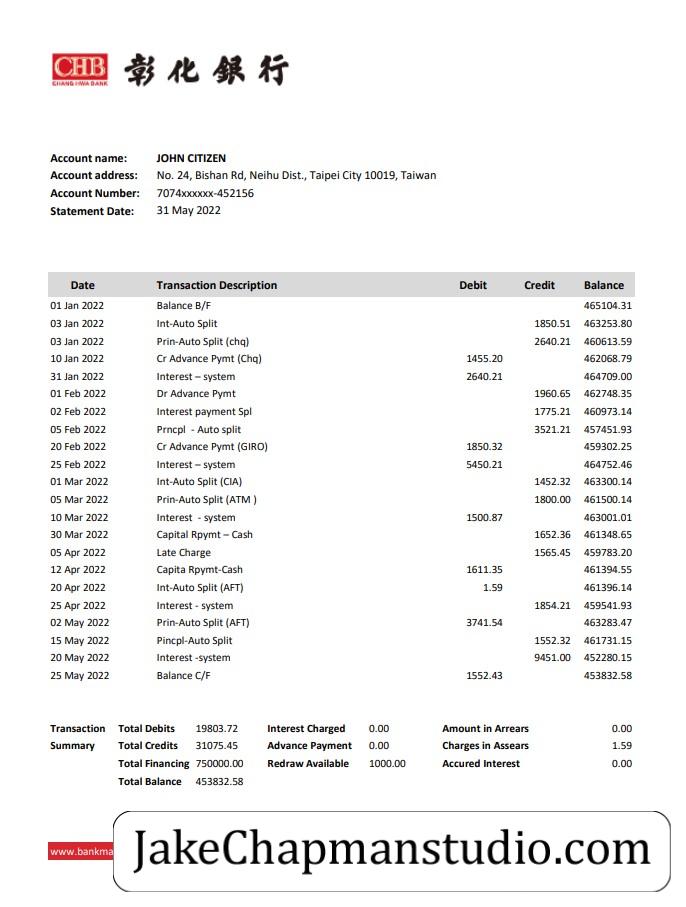 CHB 彰化銀行
CHANG HWA BANK
Account name: JOHN CITIZEN
Account address: No. 24, Bishan Rd, Neihu Dist., Taipei City 10019, Taiwan
Account Number: 7074xxxxxx-452156
Statement Date: 31 May 2022
Date Transaction Description Debit Credit Balance
01 Jan 2022 Balance B/F 465104.31
03 Jan 2022 Int-Auto Split 1850.51 463253.80
03 Jan 2022 Prin-Auto Split (chq) 2640.21 460613.59
10 Jan 2022 Cr Advance Pymt (Chq) 1455.20 462068.79
31 Jan 2022 Interest – system 2640.21 464709.00
01 Feb 2022 Dr Advance Pymt 1960.65 462748.35
02 Feb 2022 Interest payment Spl 1775.21 460973.14
05 Feb 2022 Prncpl - Auto split 3521.21 457451.93
20 Feb 2022 Cr Advance Pymt (GIRO) 1850.32 459302.25
25 Feb 2022 Interest – system 5450.21 464752.46
01 Mar 2022 Int-Auto Split (CIA) 1452.32 463300.14
05 Mar 2022 Prin-Auto Split (ATM ) 1800.00 461500.14
10 Mar 2022 Interest - system 1500.87 463001.01
30 Mar 2022 Capital Rpymt – Cash 1652.36 461348.65
05 Apr 2022 Late Charge 1565.45 459783.20
12 Apr 2022 Capita Rpymt-Cash 1611.35 461394.55
20 Apr 2022 Int-Auto Split (AFT) 1.59 461396.14
25 Apr 2022 Interest - system 1854.21 459541.93
02 May 2022 Prin-Auto Split (AFT) 3741.54 463283.47
15 May 2022 Pincpl-Auto Split 1552.32 461731.15
20 May 2022 Interest -system 9451.00 452280.15
25 May 2022 Balance C/F 1552.43 453832.58
Transaction Total Debits 19803.72 Interest Charged 0.00 Amount in Arrears 0.00
Summary Total Credits 31075.45 Advance Payment 0.00 Charges in Assears 1.59
Total Financing 750000.00 Redraw Available 1000.00 Accured Interest 0.00
Total Balance 453832.58
www.bankma
JakeChapmanstudio.com